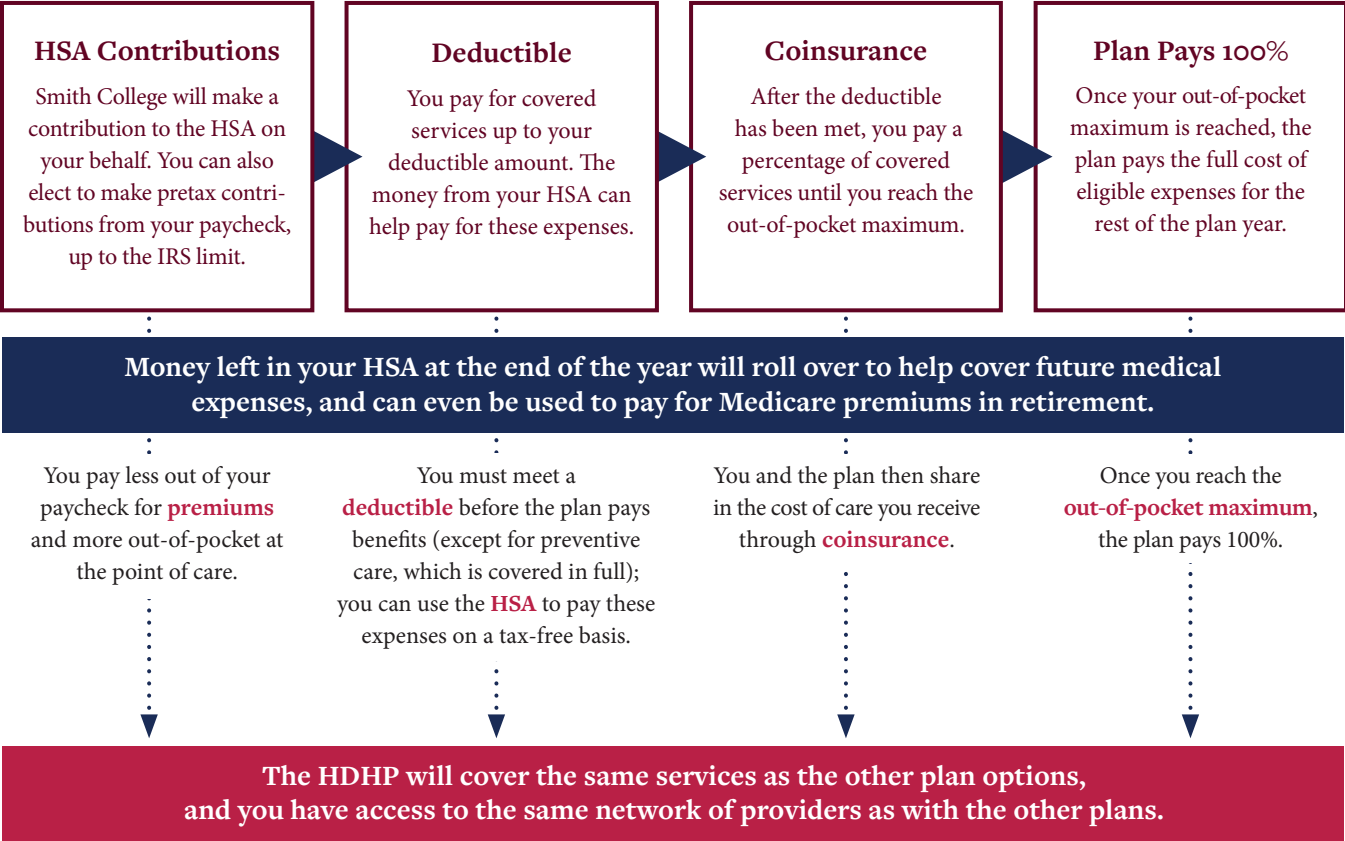 HSA Contributions
Smith College will make a
contribution to the HSA on
your behalf. You can also
elect to make pretax contri-
butions from your paycheck,
up to the IRS limit.
Deductible
You pay for covered
services up to your
deductible amount. The
money from your HSA can
help pay for these expenses.
Coinsurance
After the deductible
has been met, you pay a
percentage of covered
services until you reach the
out-of-pocket maximum.
Plan Pays 100%
Once your out-of-pocket
maximum is reached, the
plan pays the full cost of
eligible expenses for the
rest of the plan year.
Money left in your HSA at the end of the year will roll over to help cover future medical
expenses, and can even be used to pay for Medicare premiums in retirement.
You pay less out of your
paycheck for premiums
and more out-of-pocket at
the point of care.
You must meet a
deductible before the plan pays
benefits (except for preventive
care, which is covered in full);
you can use the HSA to pay these
expenses on a tax-free basis.
You and the plan then share
in the cost of care you receive
through coinsurance.
Once you reach the
out-of-pocket maximum,
the plan pays 100%.
The HDHP will cover the same services as the other plan options,
and you have access to the same network of providers as with the other plans.